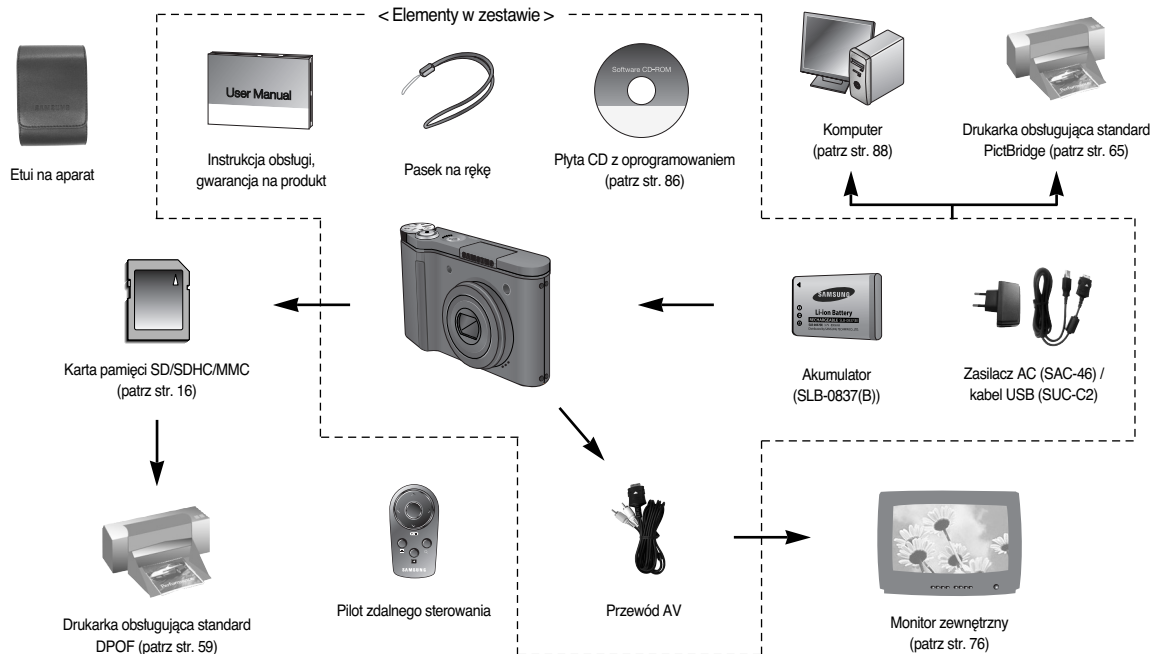 < Elementy w zestawie >
SAMSUNG
User Manual
Software CD-ROM
Etui na aparat
Instrukcja obsługi,
gwarancja na produkt
Pasek na rękę
Płyta CD z oprogramowaniem
(patrz str. 86)
Komputer
(patrz str. 88)
Drukarka obsługująca standard
PictBridge (patrz str. 65)
SAMSUNG
Li-ion Battery
Karta pamięci SD/SDHC/MMC
(patrz str. 16)
Akumulator
(SLB-0837(B))
Zasilacz AC (SAC-46) /
kabel USB (SUC-C2)
SAMSUNG
Drukarka obsługująca standard
DPOF (patrz str. 59)
Pilot zdalnego sterowania
Przewód AV
Monitor zewnętrzny
(patrz str. 76)